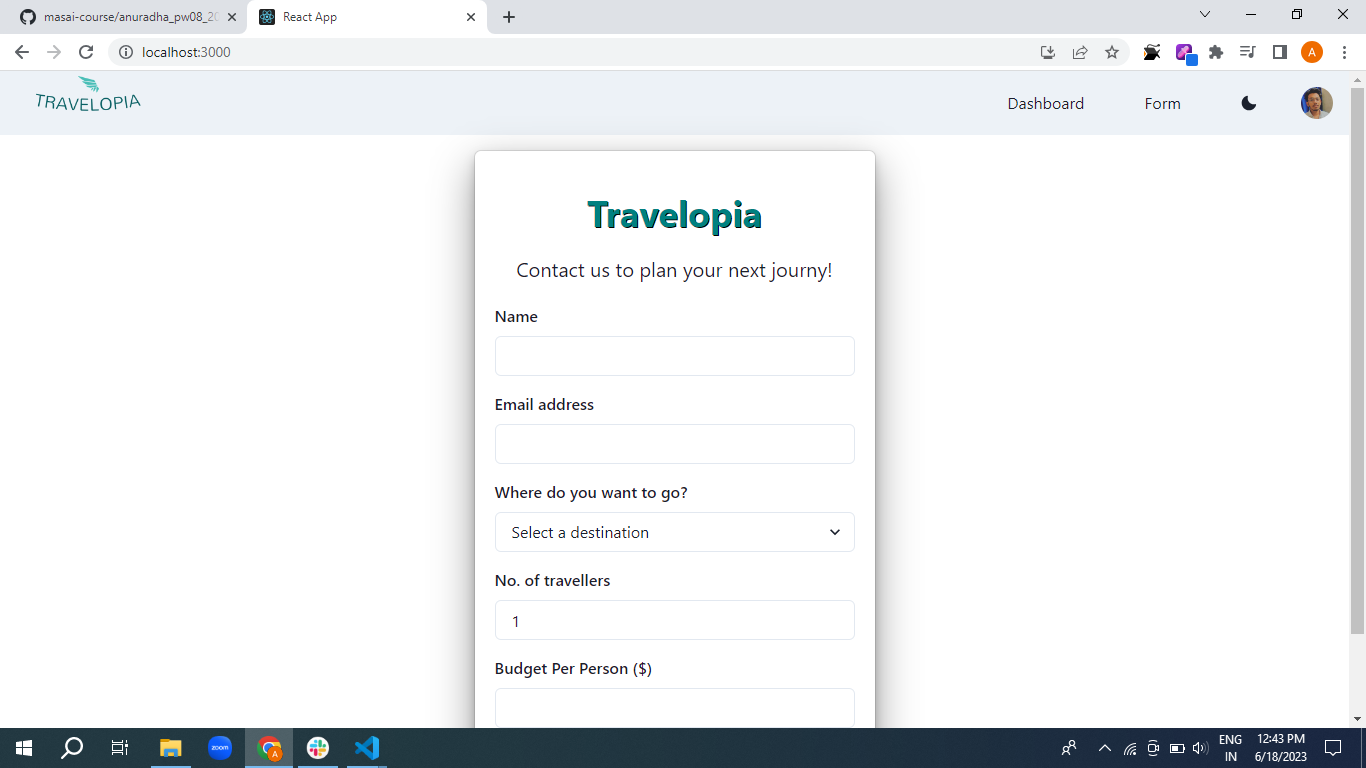 masai-course/anuradha_pw08_20
React App
localhost:3000
A
TRAVELOPIA
Dashboard
Form
Travelopia
Contact us to plan your next journy!
Name
Email address
Where do you want to go?
Select a destination
No. of travellers
1
Budget Per Person ($)
zoom
A
ENG
IN
12:43 PM
6/18/2023